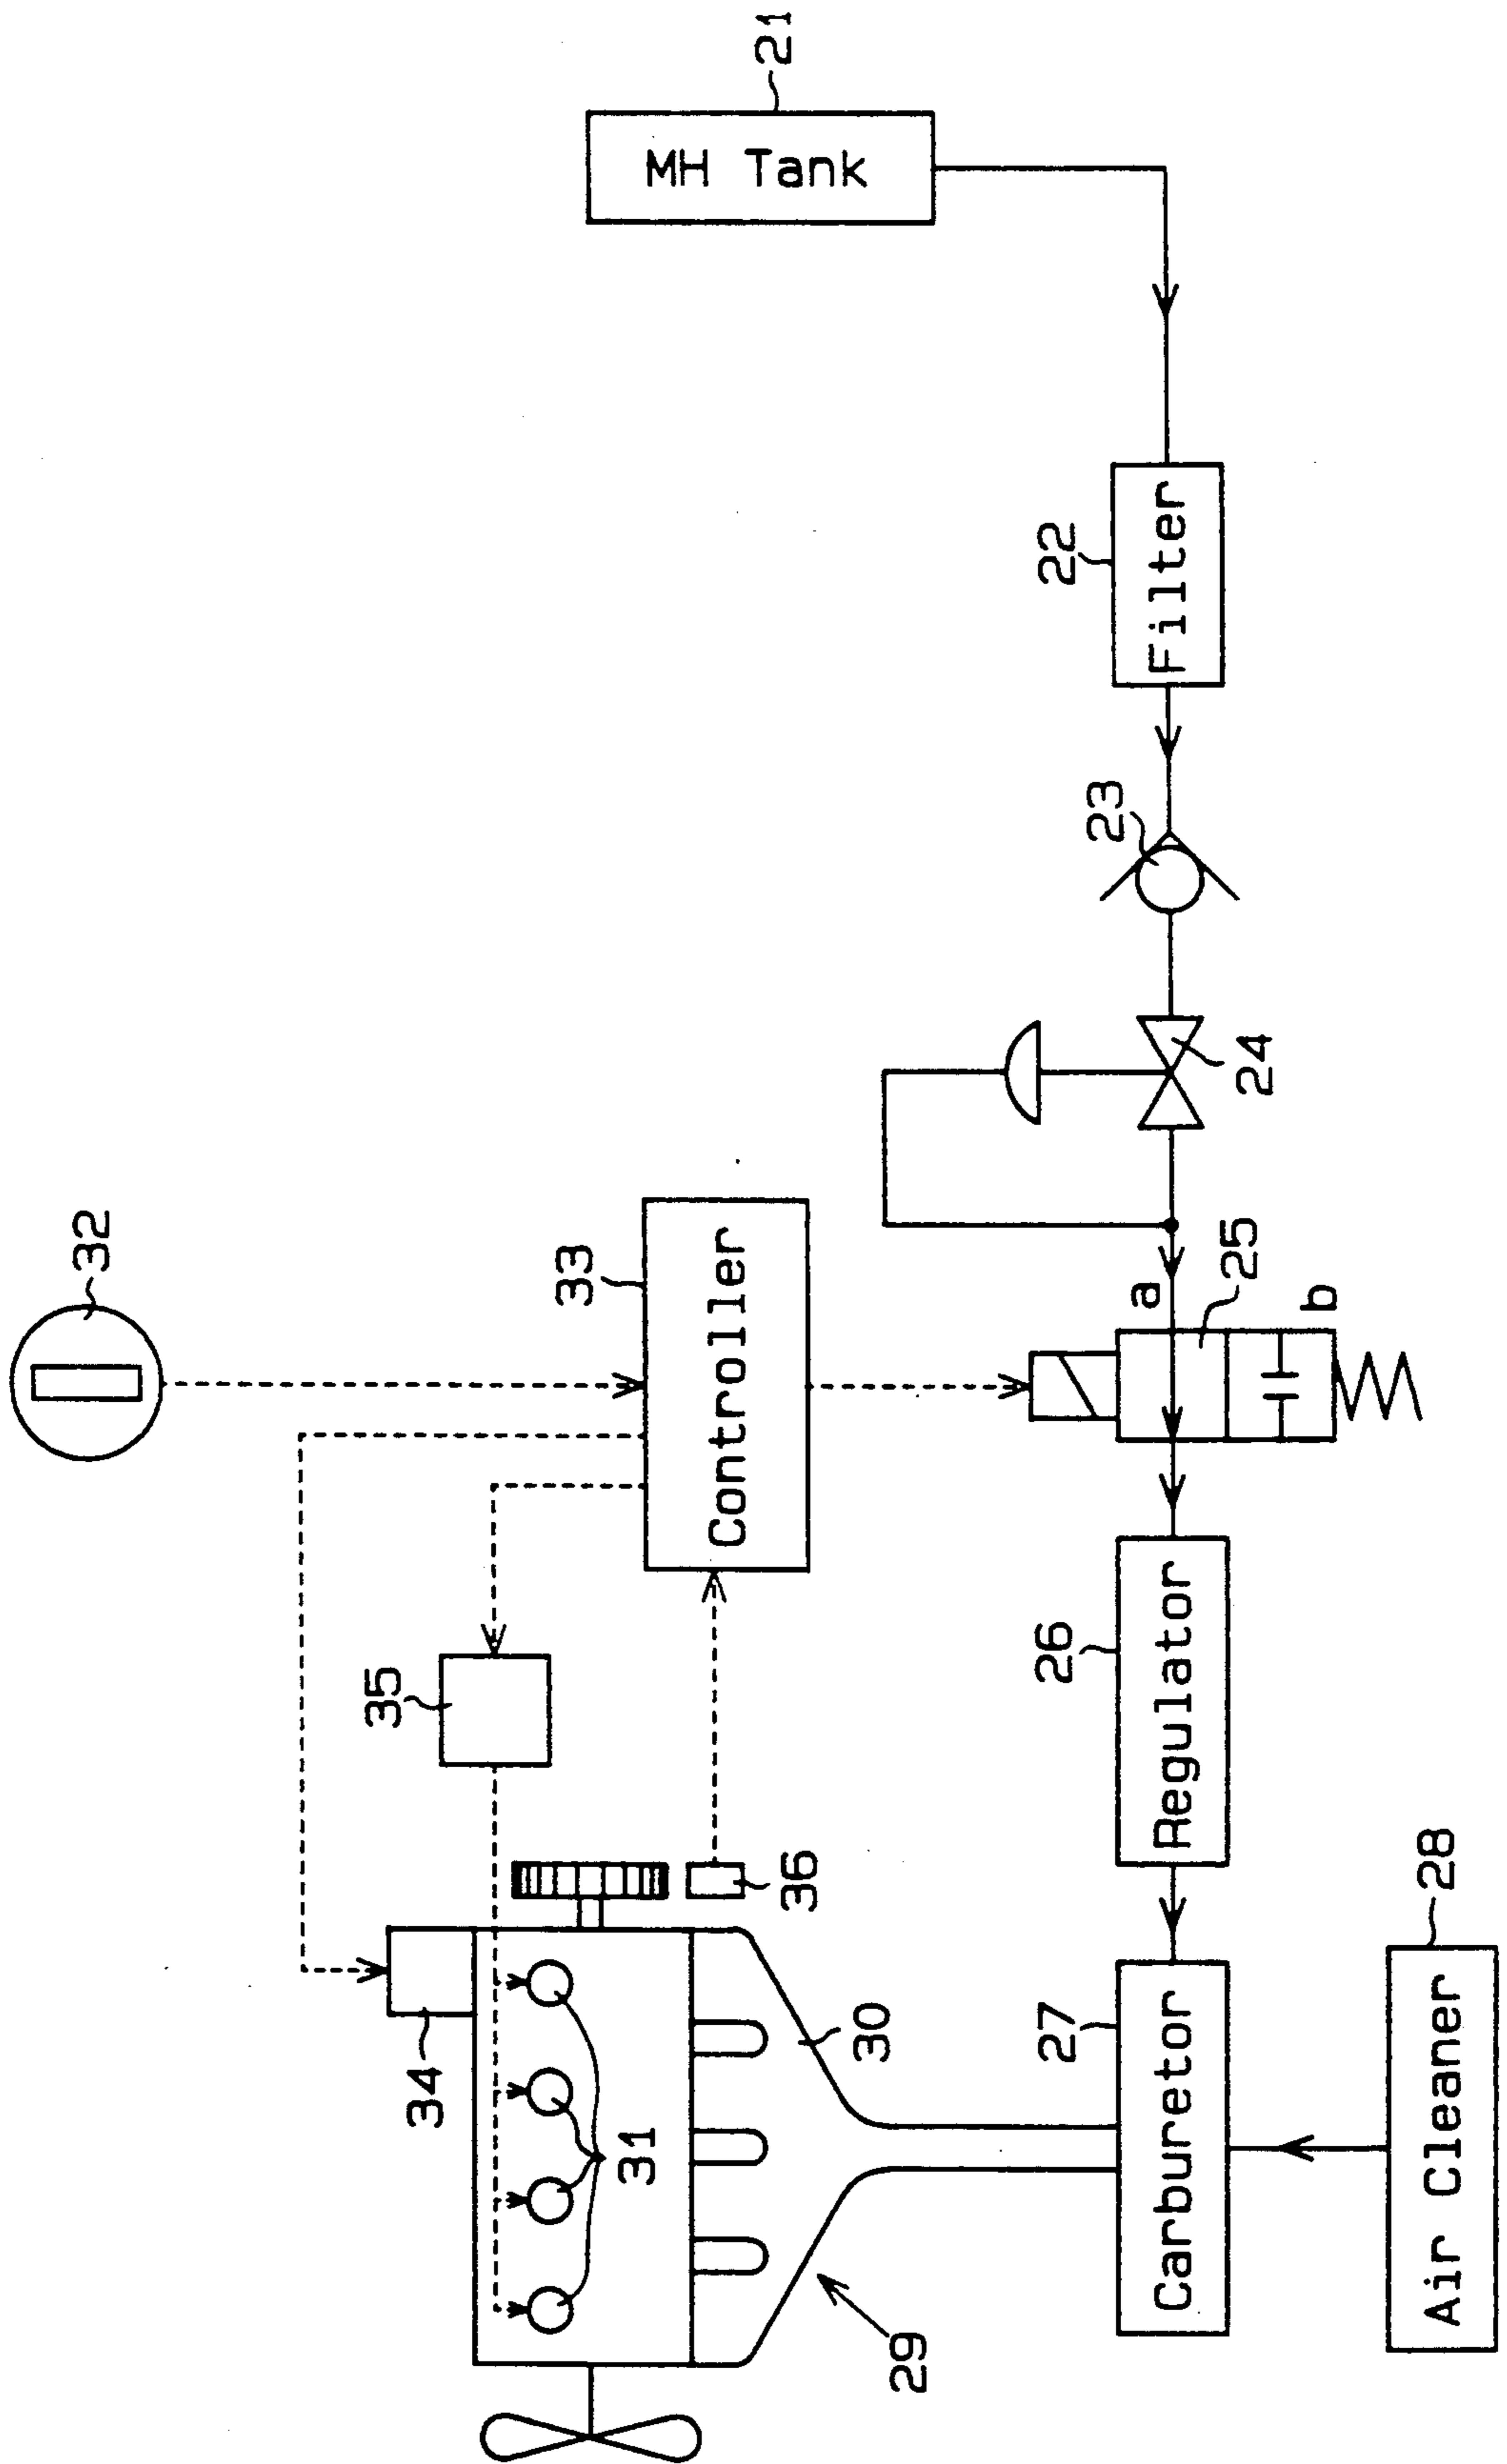 32
33
Controller
34
35
36
31
29
30
MH Tank
21
22
Filter
23
24
25
a
b
26
Regulator
27
Carburetor
28
Air Cleaner